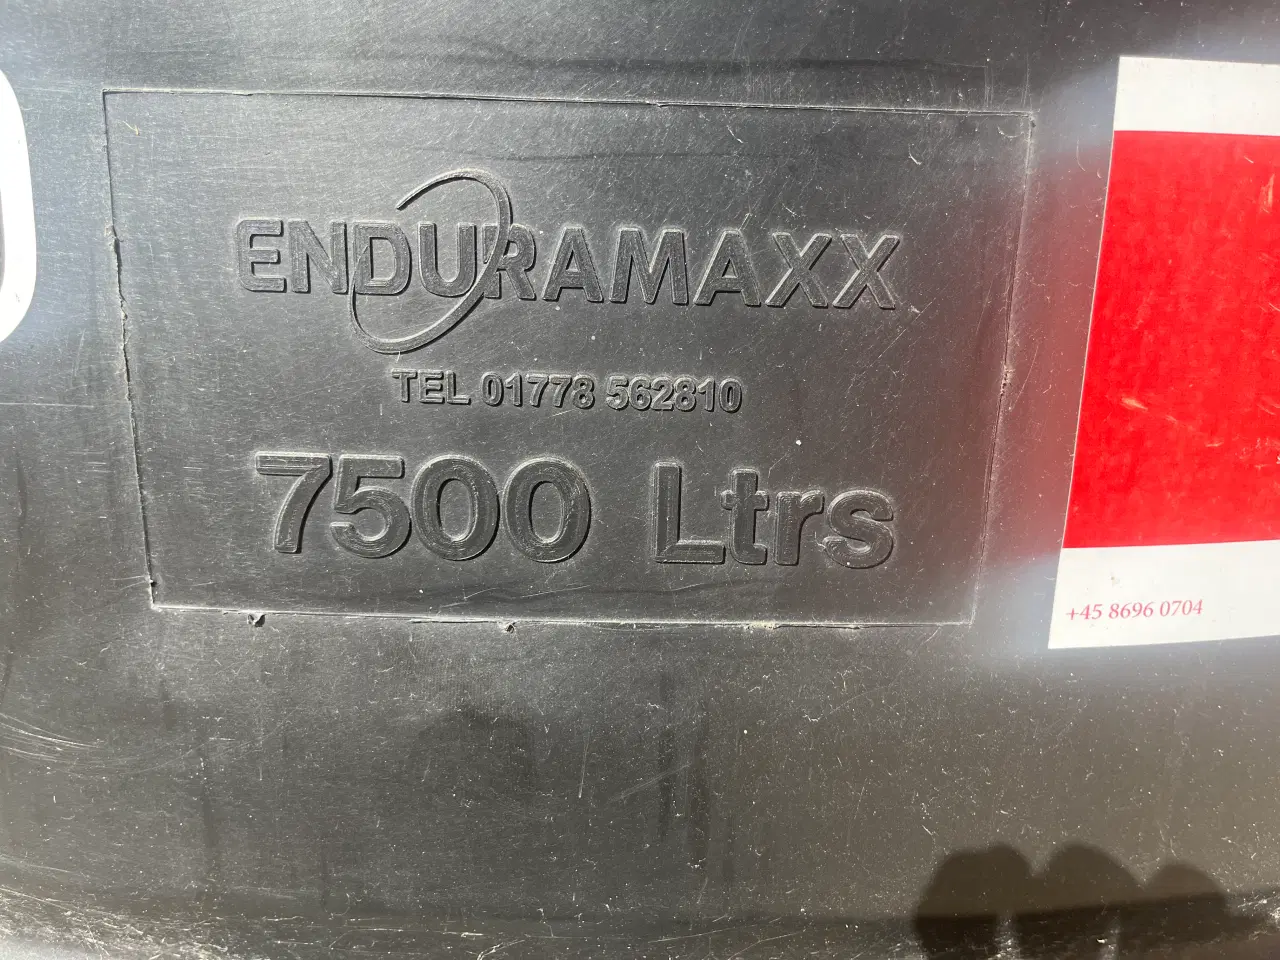 ENDURAMAXX
TEL 01778 562810
7500 Ltrs
+45 8696 0704